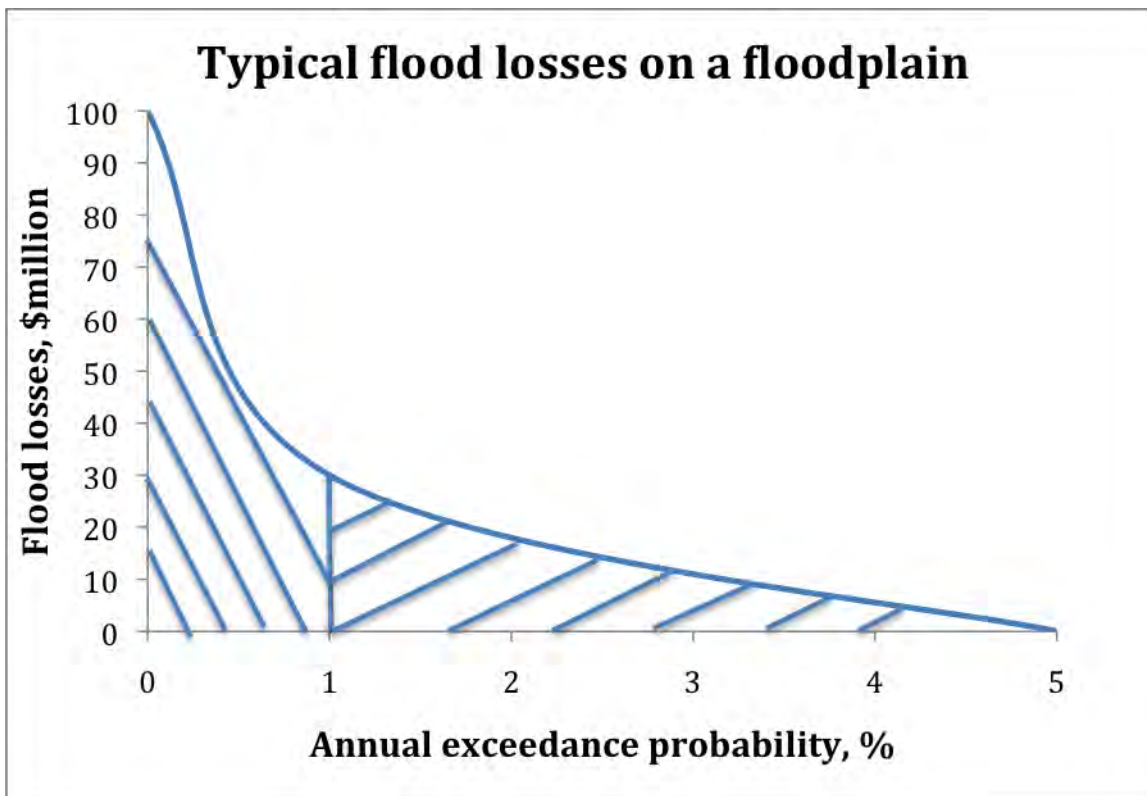 Typical flood losses on a floodplain
100
90
80
70
60
50
40
30
20
10
0
Flood losses, $million
0 1 2 3 4 5
Annual exceedance probability, %